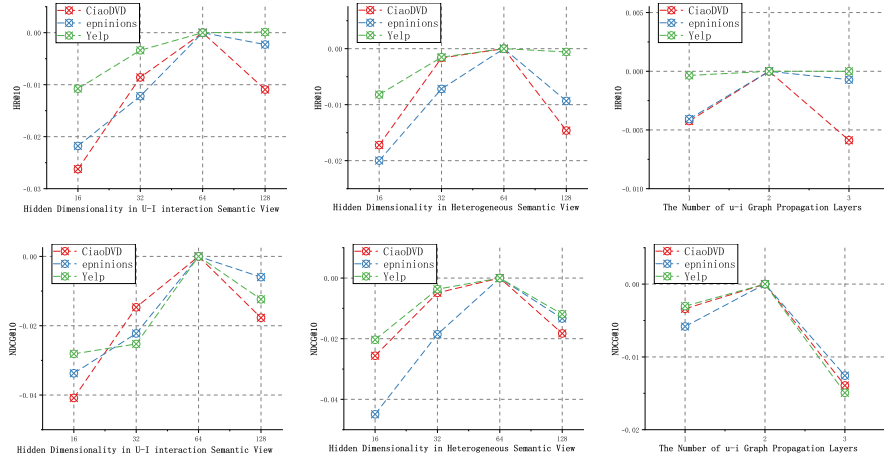 CiaoDVD
epninions
Yelp
0.00
-0.01
-0.02
-0.03
HR@10
16
32
64
128
Hidden Dimensionality in U-I interaction Semantic View
CiaoDVD
epninions
Yelp
0.00
-0.01
-0.02
HR@10
16
32
64
128
Hidden Dimensionality in Heterogeneous Semantic View
CiaoDVD
epninions
Yelp
0.005
0.000
-0.005
-0.010
HR@10
1
2
3
The Number of u-i Graph Propagation Layers
CiaoDVD
epninions
Yelp
0.00
-0.02
-0.04
NDCG@10
16
32
64
128
Hidden Dimensionality in U-I interaction Semantic View
CiaoDVD
epninions
Yelp
0.00
-0.02
-0.04
NDCG@10
16
32
64
128
Hidden Dimensionality in Heterogeneous Semantic View
CiaoDVD
epninions
Yelp
0.00
-0.01
-0.02
NDCG@10
1
2
3
The Number of u-i Graph Propagation Layers